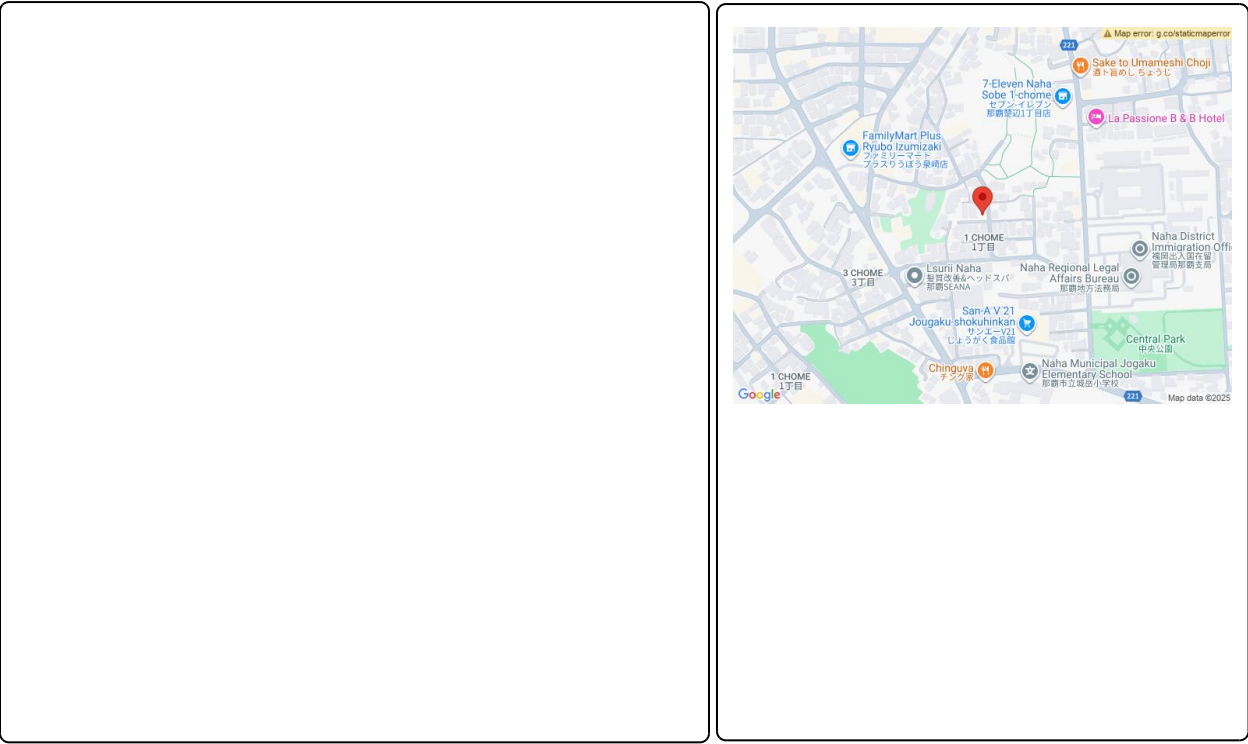 Map error: g.co/staticmaperror
221
Sake to Umameshi Choji
酒ト旨めし ちょうじ
7-Eleven Naha
Sobe 1-chome
セブン-イレブン
那覇楚辺1丁目店
La Passione B & B Hotel
FamilyMart Plus
Ryubo Izumizaki
ファミリーマート
プラスりうぼう泉崎店
1 CHOME
1丁目
Naha District
Immigration Offi
福岡出入国在留
管理局那覇支局
3 CHOME
3丁目
Lsurii Naha
髪質改善&ヘッドスパ
那覇SEANA
Naha Regional Legal
Affairs Bureau
那覇地方法務局
San-A V 21
Jougaku-shokuhinkan
サンエーV21
じょうがく食品館
Central Park
中央公園
Chinguya
チング家
Naha Municipal Jogaku
Elementary School
那覇市立城岳小学校
1 CHOME
1丁目
Google
221
Map data ©2025